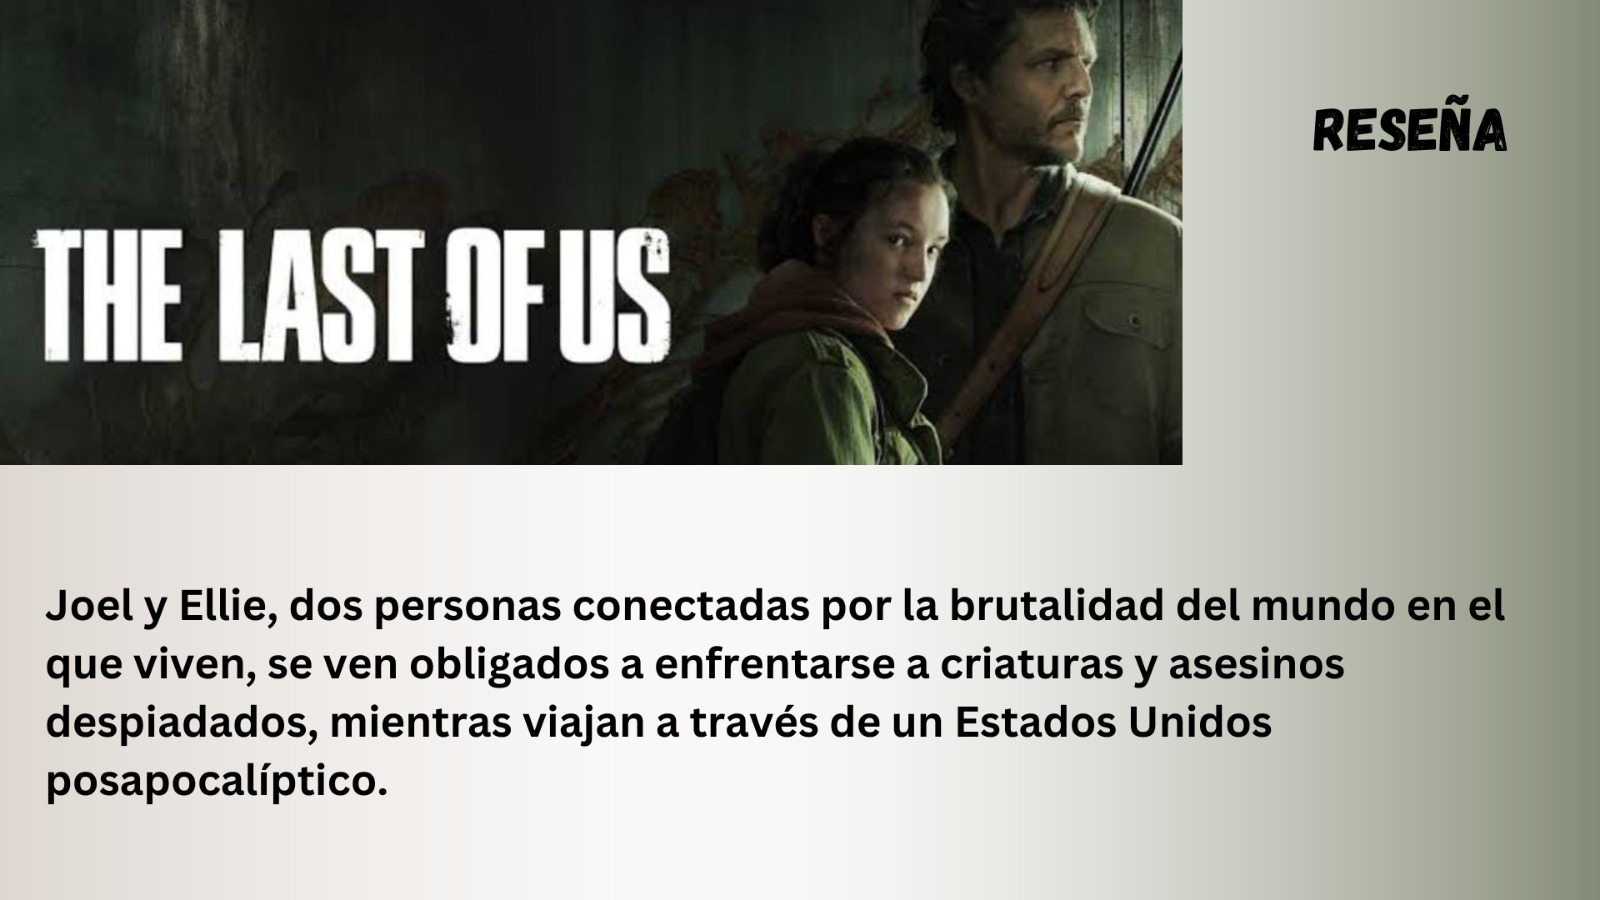 THE LAST OF US
RESEÑA
Joel y Ellie, dos personas conectadas por la brutalidad del mundo en el
que viven, se ven obligados a enfrentarse a criaturas y asesinos
despiadados, mientras viajan a través de un Estados Unidos
posapocalíptico.